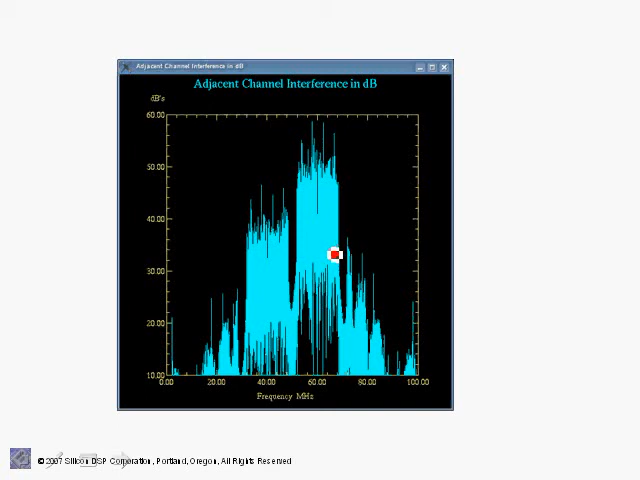 Adjacent Channel Interference in dB
Adjacent Channel Interference in dB
dB's
60.00
50.00
40.00
30.00
20.00
10.00
0.00 20.00 40.00 60.00 80.00 100.00
Frequency MHz
©2007 Silicon DSP Corporation, Portland, Oregon, All Rights Reserved